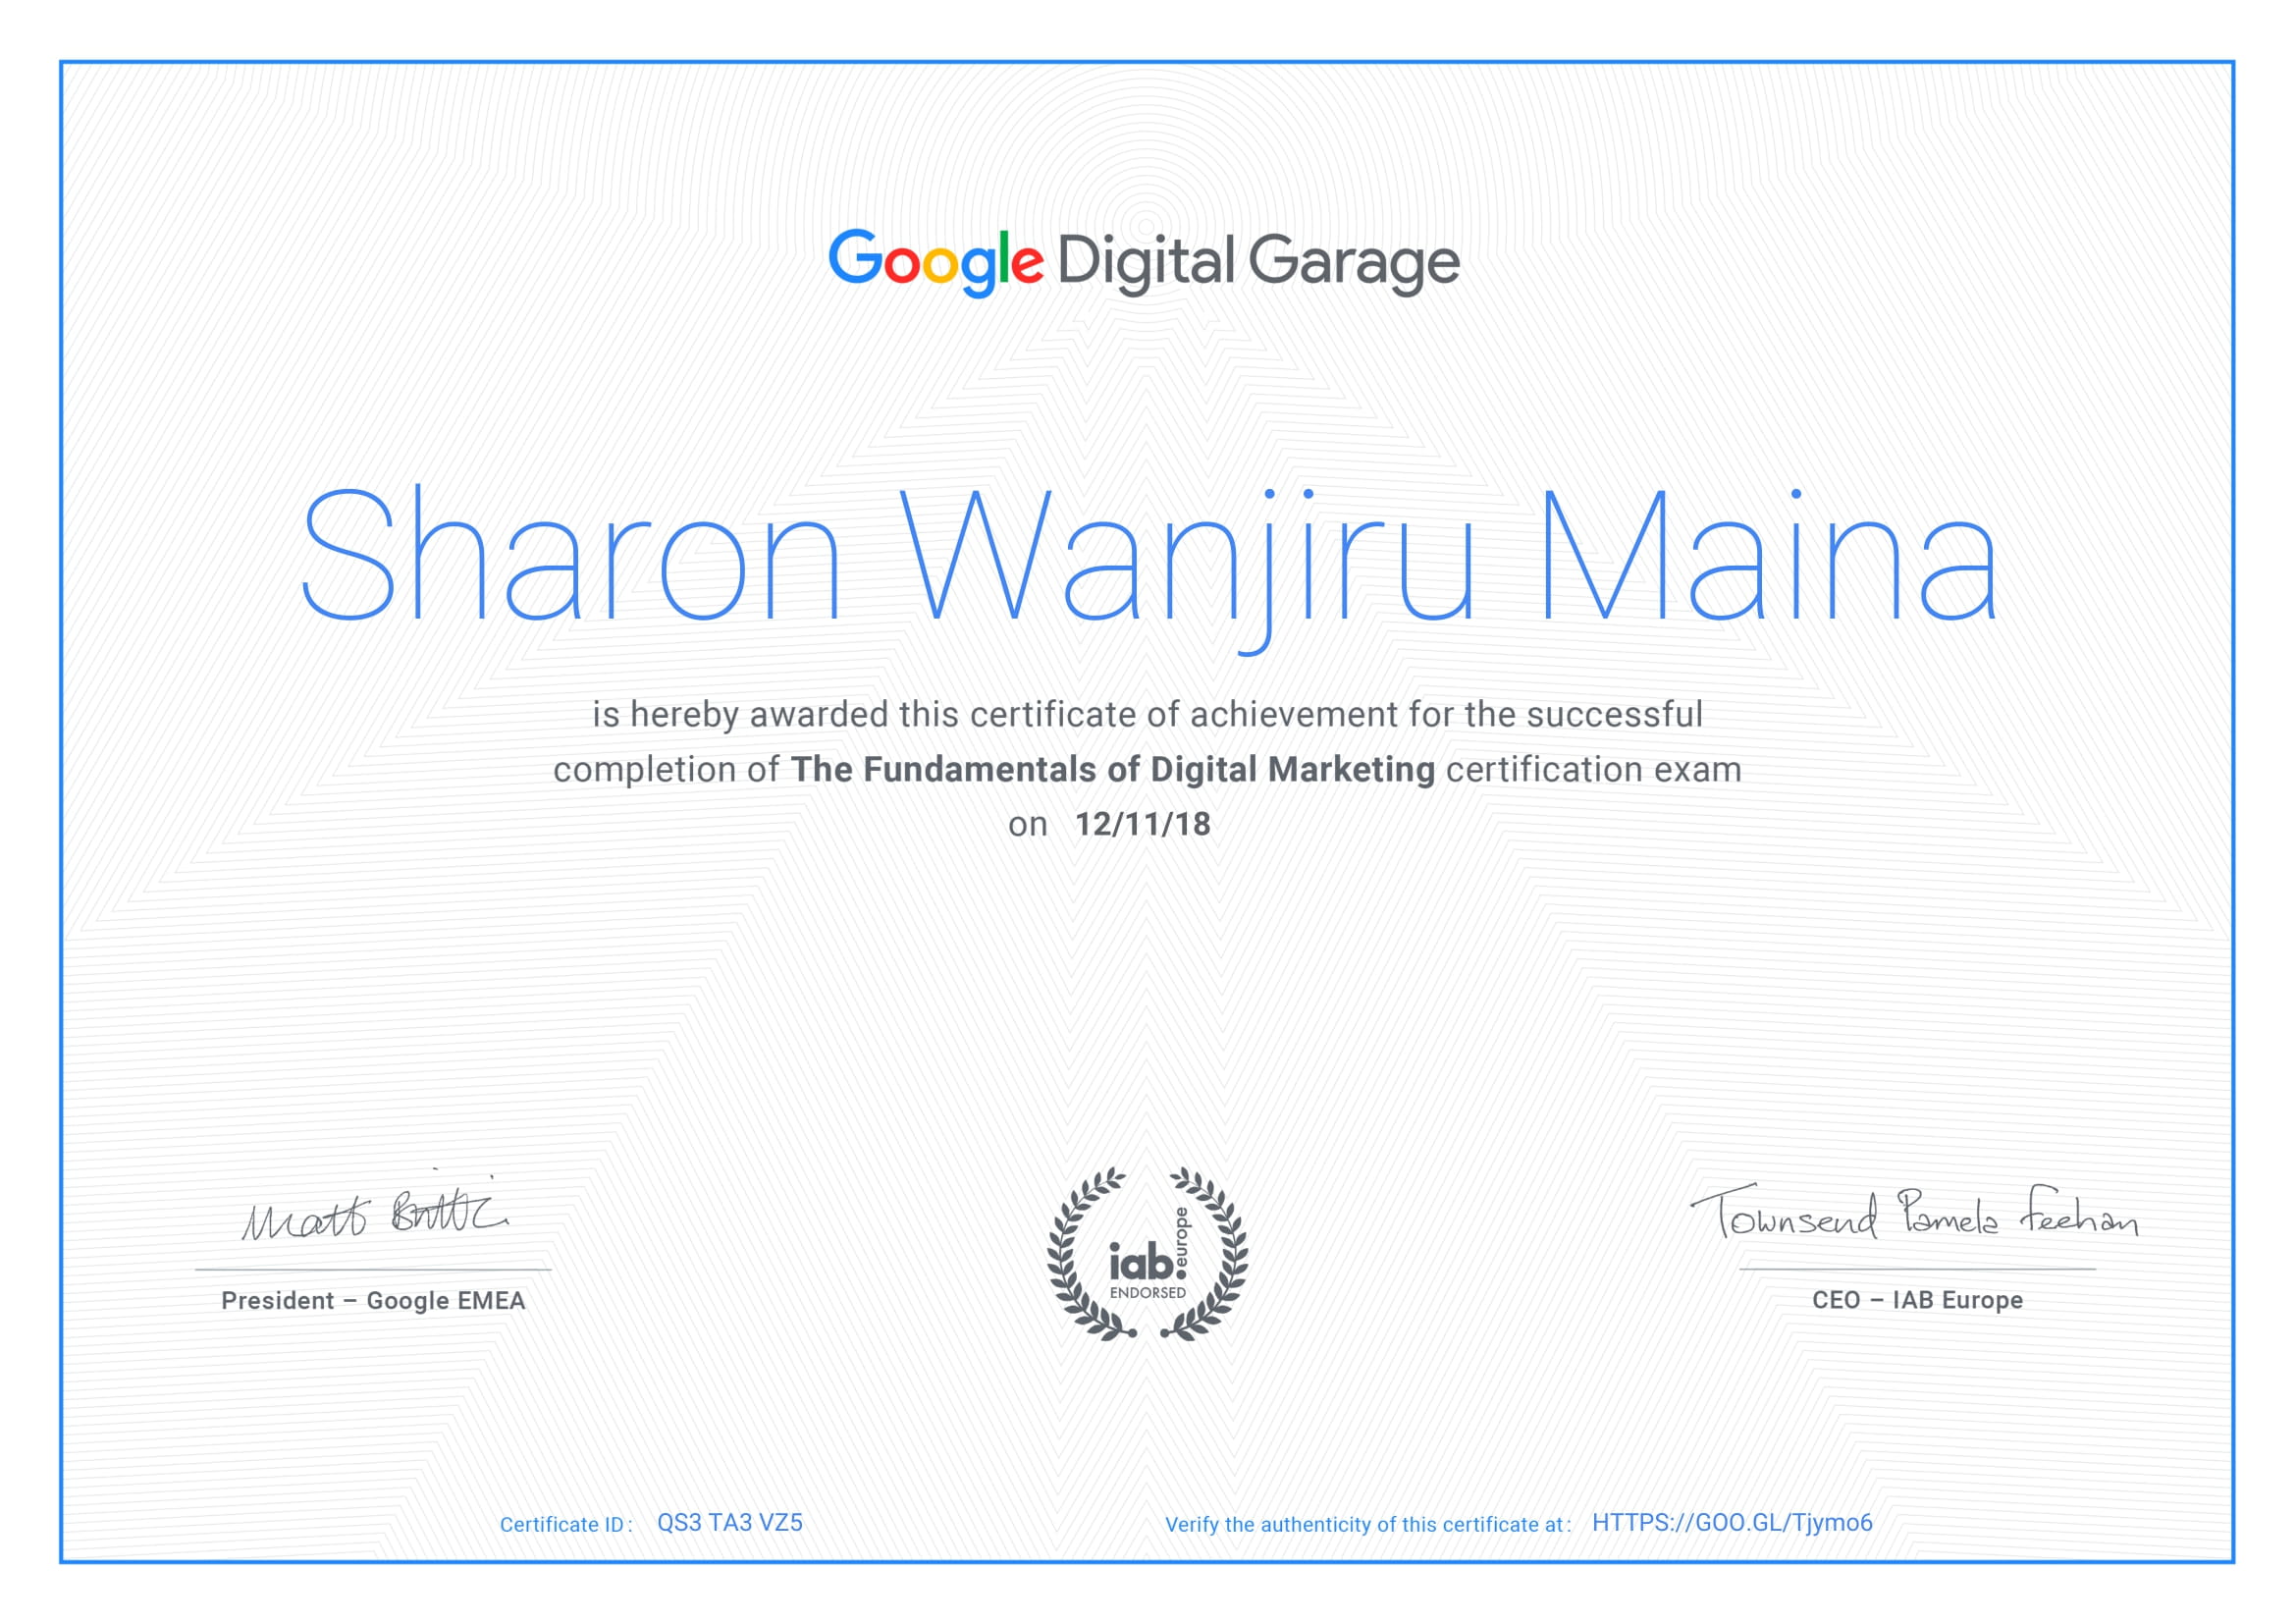 Google Digital Garage
Sharon Wanjiru Maina
is hereby awarded this certificate of achievement for the successful
completion of The Fundamentals of Digital Marketing certification exam
on 12/11/18
Matt Brittin
Townsend Pamela Feehan
iab europe
ENDORSED
President – Google EMEA
CEO – IAB Europe
Certificate ID : QS3 TA3 VZ5
Verify the authenticity of this certificate at : HTTPS://GOO.GL/Tjymo6